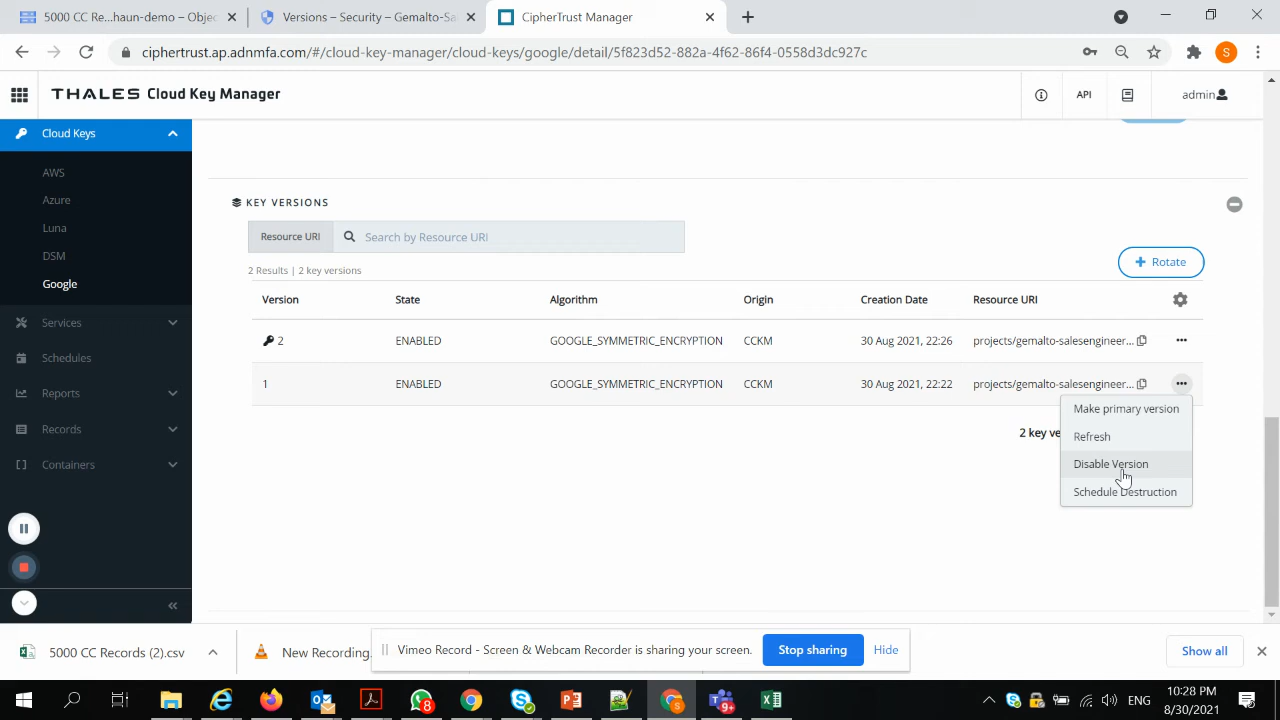 5000 CC Re...haun-demo – Obje
Versions – Security – Gemalto-Sa
CipherTrust Manager
ciphertrust.ap.adnmfa.com/#/cloud-key-manager/cloud-keys/google/detail/5f823d52-882a-4f62-86f4-0558d3dc927c
S
THALES Cloud Key Manager
API
admin
Cloud Keys
AWS
Azure
Luna
DSM
Google
Services
Schedules
Reports
Records
Containers
KEY VERSIONS
Resource URI
Search by Resource URI
2 Results | 2 key versions
+ Rotate
Version State Algorithm Origin Creation Date Resource URI
2 ENABLED GOOGLE_SYMMETRIC_ENCRYPTION CCKM 30 Aug 2021, 22:26 projects/gemalto-salesengineer...
1 ENABLED GOOGLE_SYMMETRIC_ENCRYPTION CCKM 30 Aug 2021, 22:22 projects/gemalto-salesengineer...
2 key ve
Make primary version
Refresh
Disable Version
Schedule Destruction
5000 CC Records (2).csv
New Recording.
Vimeo Record - Screen & Webcam Recorder is sharing your screen.
Stop sharing
Hide
Show all
8
S
9+
ENG
10:28 PM
8/30/2021